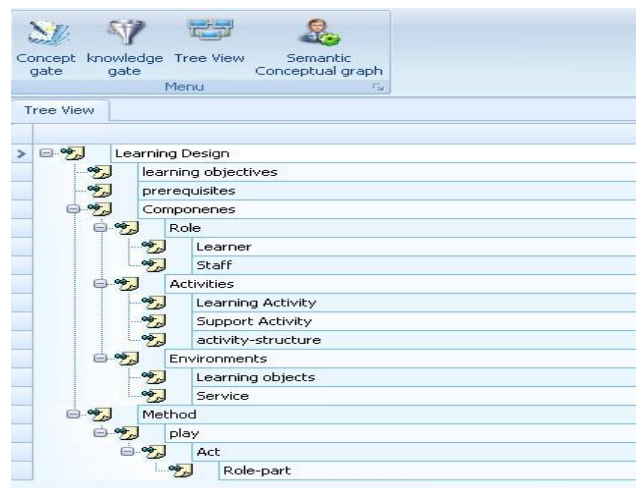 Concept gate knowledge gate Tree View Semantic Conceptual graph
Menu
Tree View
Learning Design
learning objectives
prerequisites
Componenes
Role
Learner
Staff
Activities
Learning Activity
Support Activity
activity-structure
Environments
Learning objects
Service
Method
play
Act
Role-part